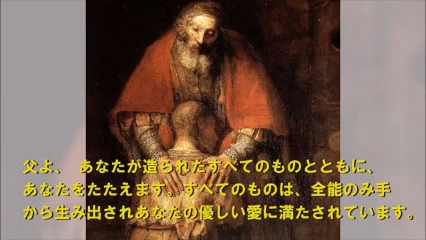 父よ、 あなたが造られたすべてのものとともに、
あなたをたたえます。すべてのものは、全能のみ手
から生み出されあなたの優しい愛に満たされています。